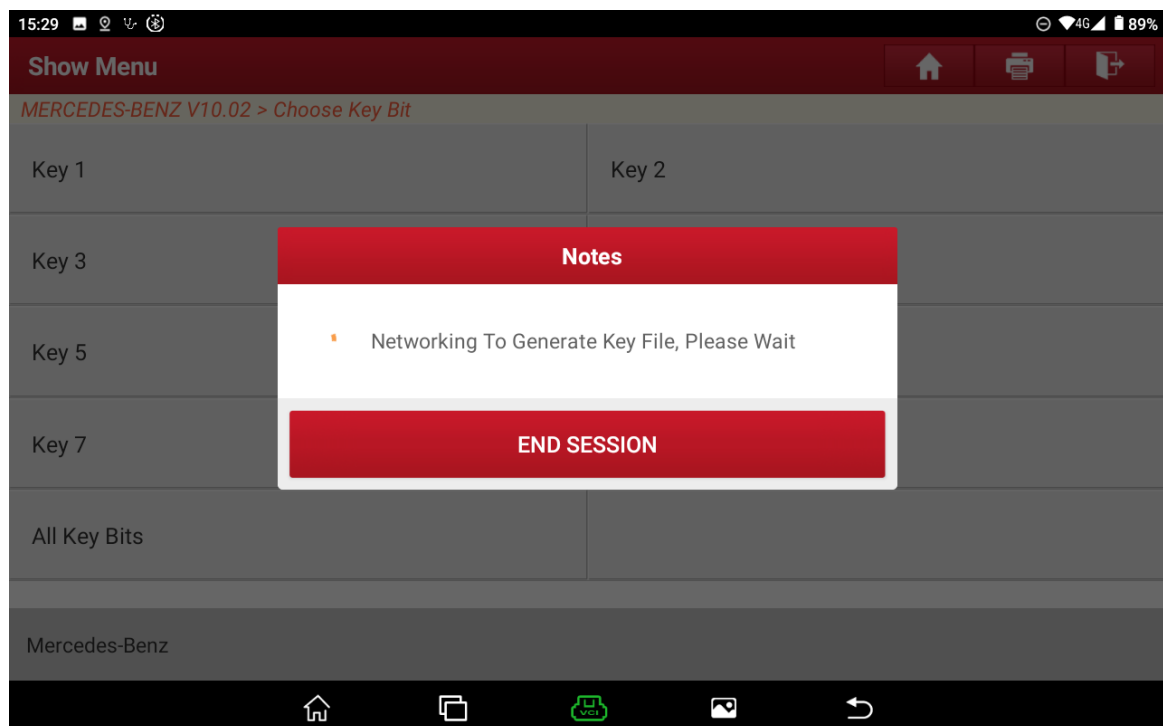 15:29 4G 89%
Show Menu
MERCEDES-BENZ V10.02 > Choose Key Bit
Key 1 Key 2
Key 3
Notes
Networking To Generate Key File, Please Wait
Key 5
Key 7
END SESSION
All Key Bits
Mercedes-Benz
VCI